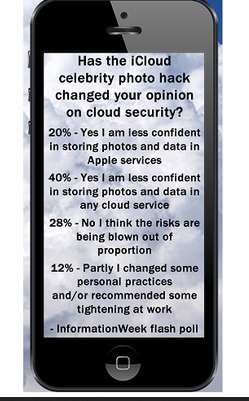 Has the iCloud
celebrity photo hack
changed your opinion
on cloud security?
20% - Yes I am less confident
in storing photos and data in
Apple services
40% - Yes I am less confident
in storing photos and data in
any cloud service
28% - No I think the risks are
being blown out of
proportion
12% - Partly I changed some
personal practices
and/or recommended some
tightening at work
- InformationWeek flash poll